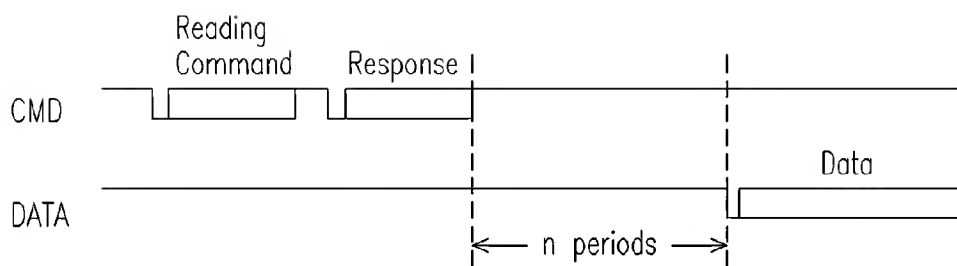 Reading
Command
Response
CMD
Data
DATA
n periods